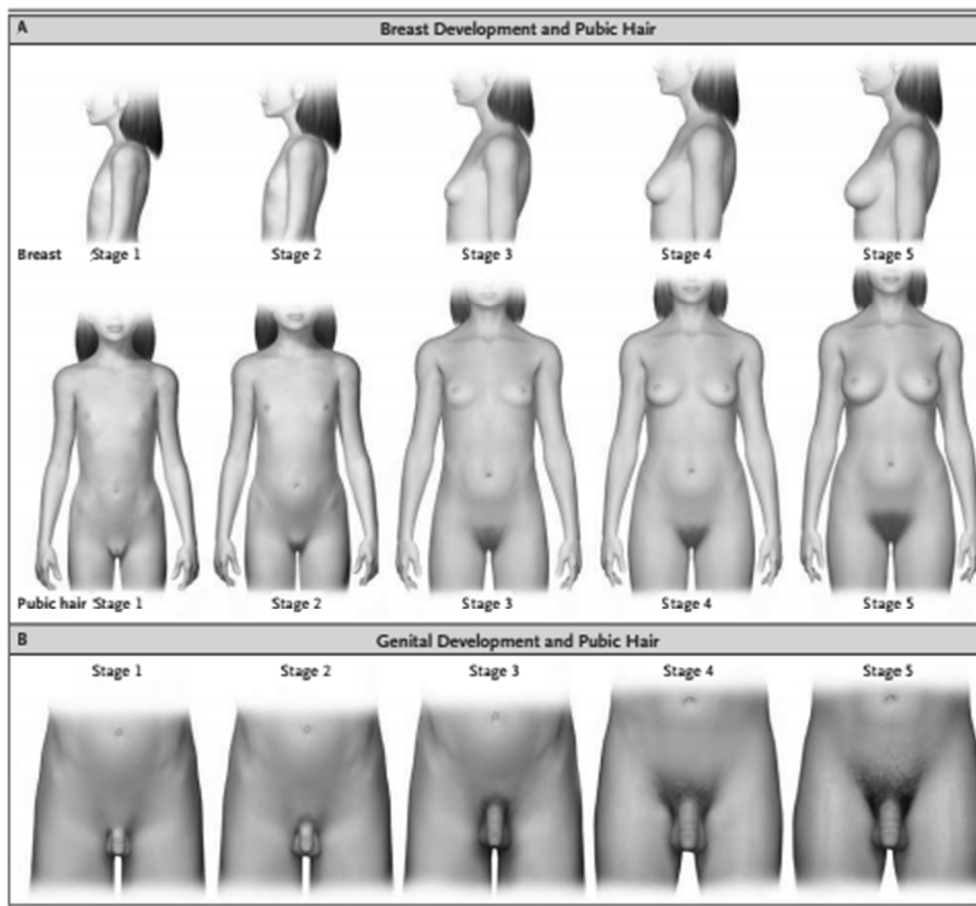 A Breast Development and Pubic Hair
Breast Stage 1 Stage 2 Stage 3 Stage 4 Stage 5
Pubic hair Stage 1 Stage 2 Stage 3 Stage 4 Stage 5
B Genital Development and Pubic Hair
Stage 1 Stage 2 Stage 3 Stage 4 Stage 5